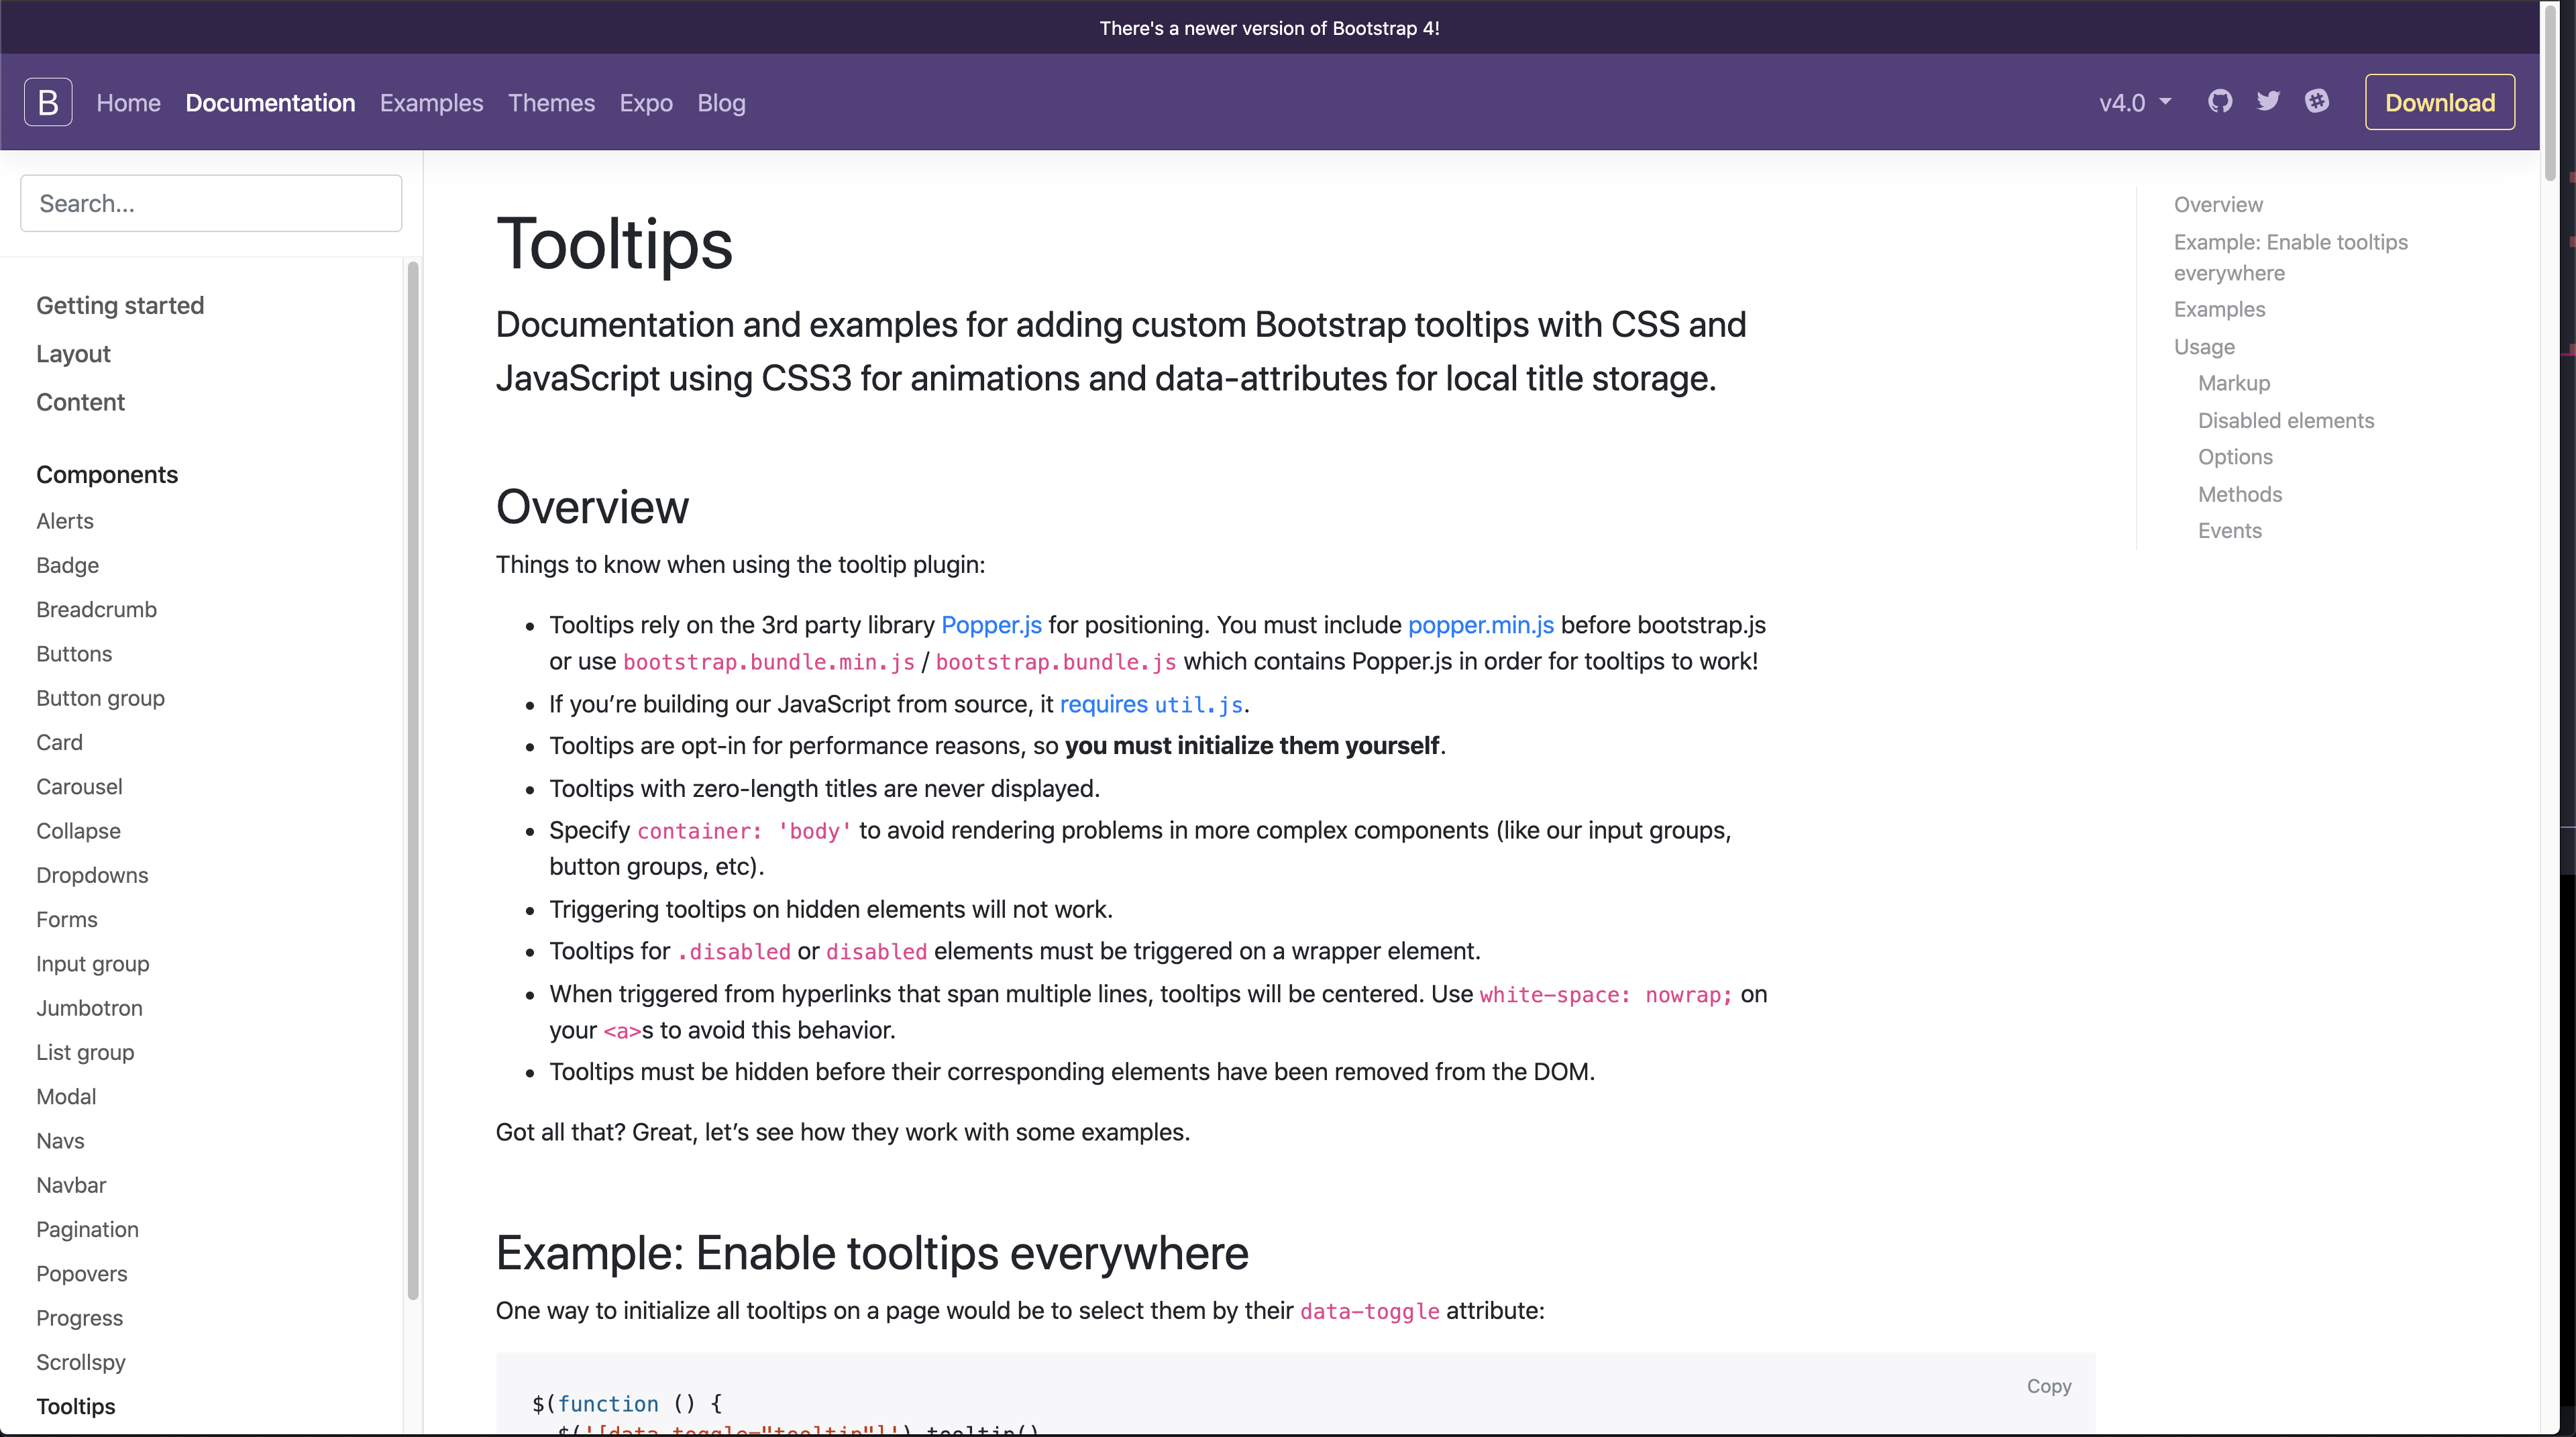 There's a newer version of Bootstrap 4!
B Home Documentation Examples Themes Expo Blog v4.0 Download
Search...
Getting started
Layout
Content
Components
Alerts
Badge
Breadcrumb
Buttons
Button group
Card
Carousel
Collapse
Dropdowns
Forms
Input group
Jumbotron
List group
Modal
Navs
Navbar
Pagination
Popovers
Progress
Scrollspy
Tooltips
Tooltips
Documentation and examples for adding custom Bootstrap tooltips with CSS and
JavaScript using CSS3 for animations and data-attributes for local title storage.
Overview
Things to know when using the tooltip plugin:
• Tooltips rely on the 3rd party library Popper.js for positioning. You must include popper.min.js before bootstrap.js
or use bootstrap.bundle.min.js / bootstrap.bundle.js which contains Popper.js in order for tooltips to work!
• If you’re building our JavaScript from source, it requires util.js.
• Tooltips are opt-in for performance reasons, so you must initialize them yourself.
• Tooltips with zero-length titles are never displayed.
• Specify container: 'body' to avoid rendering problems in more complex components (like our input groups,
button groups, etc).
• Triggering tooltips on hidden elements will not work.
• Tooltips for .disabled or disabled elements must be triggered on a wrapper element.
• When triggered from hyperlinks that span multiple lines, tooltips will be centered. Use white-space: nowrap; on
your <a>s to avoid this behavior.
• Tooltips must be hidden before their corresponding elements have been removed from the DOM.
Got all that? Great, let’s see how they work with some examples.
Example: Enable tooltips everywhere
One way to initialize all tooltips on a page would be to select them by their data-toggle attribute:
Copy
$(function () {
$('[data-toggle="tooltip"]').tooltip()
Overview
Example: Enable tooltips
everywhere
Examples
Usage
Markup
Disabled elements
Options
Methods
Events